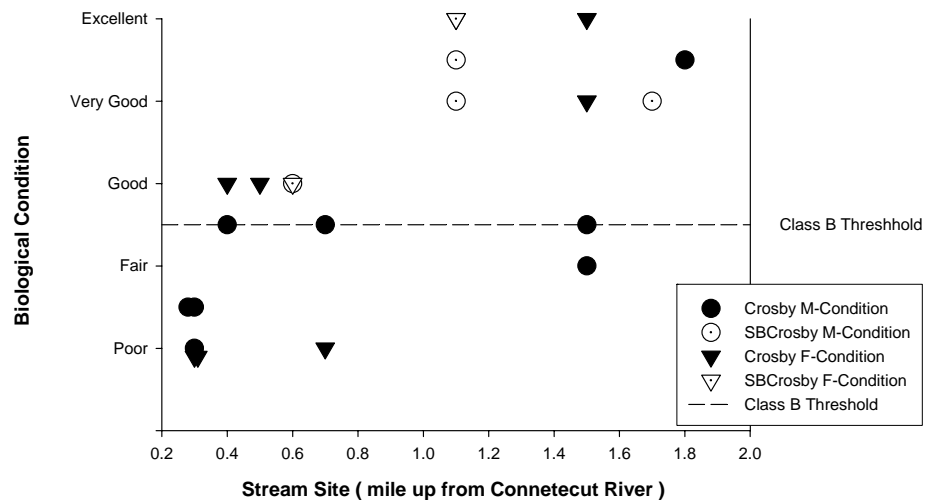 Excellent
Very Good
Good
Fair
Poor
Biological Condition
Class B Threshhold
Crosby M-Condition
SBCrosby M-Condition
Crosby F-Condition
SBCrosby F-Condition
Class B Threshold
0.2 0.4 0.6 0.8 1.0 1.2 1.4 1.6 1.8 2.0
Stream Site ( mile up from Connetecut River )